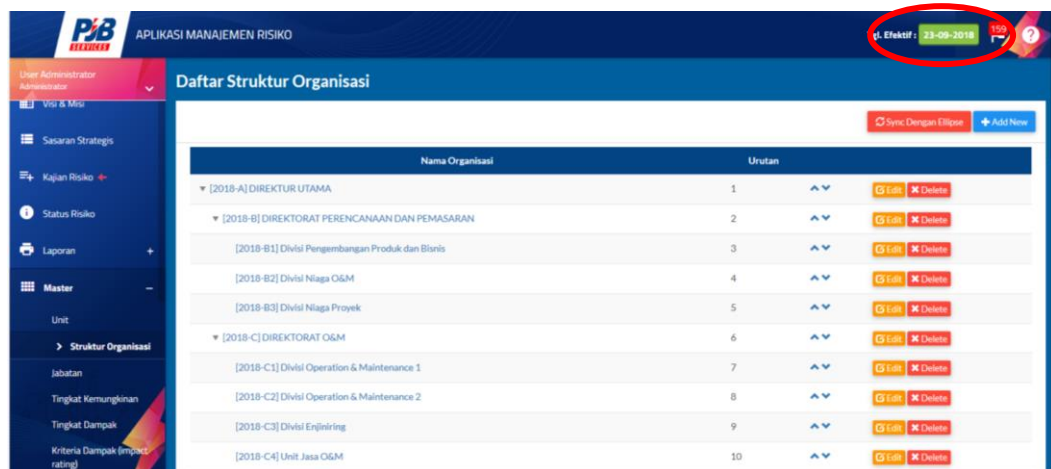 PJB
SERVICES
APLIKASI MANAJEMEN RISIKO
gl. Efektif : 23-09-2018
159
?
User Administrator
Administrator
Daftar Struktur Organisasi
Visi & Misi
Sasaran Strategis
Kajian Risiko
Status Risiko
Laporan +
Master −
Unit
> Struktur Organisasi
Jabatan
Tingkat Kemungkinan
Tingkat Dampak
Kriteria Dampak (impact
rating)
Sync Dengan Ellipse + Add New
Nama Organisasi Urutan
[2018-A] DIREKTUR UTAMA 1 Edit Delete
[2018-B] DIREKTORAT PERENCANAAN DAN PEMASARAN 2 Edit Delete
[2018-B1] Divisi Pengembangan Produk dan Bisnis 3 Edit Delete
[2018-B2] Divisi Niaga O&M 4 Edit Delete
[2018-B3] Divisi Niaga Proyek 5 Edit Delete
[2018-C] DIREKTORAT O&M 6 Edit Delete
[2018-C1] Divisi Operation & Maintenance 1 7 Edit Delete
[2018-C2] Divisi Operation & Maintenance 2 8 Edit Delete
[2018-C3] Divisi Enjiniring 9 Edit Delete
[2018-C4] Unit Jasa O&M 10 Edit Delete